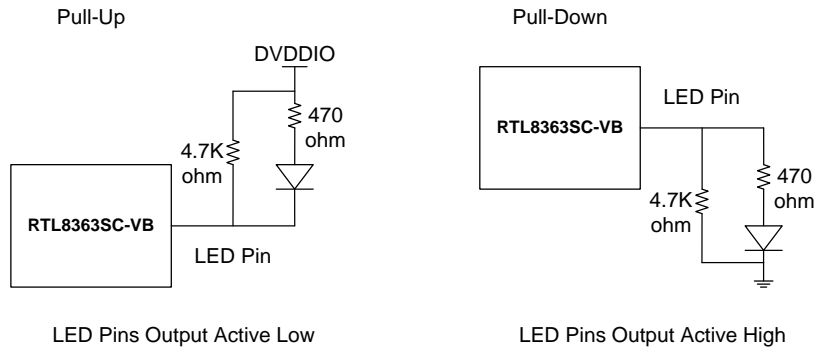 Pull-Up
DVDDIO
470
ohm
4.7K
ohm
RTL8363SC-VB
LED Pin
LED Pins Output Active Low
Pull-Down
LED Pin
RTL8363SC-VB
470
ohm
4.7K
ohm
LED Pins Output Active High